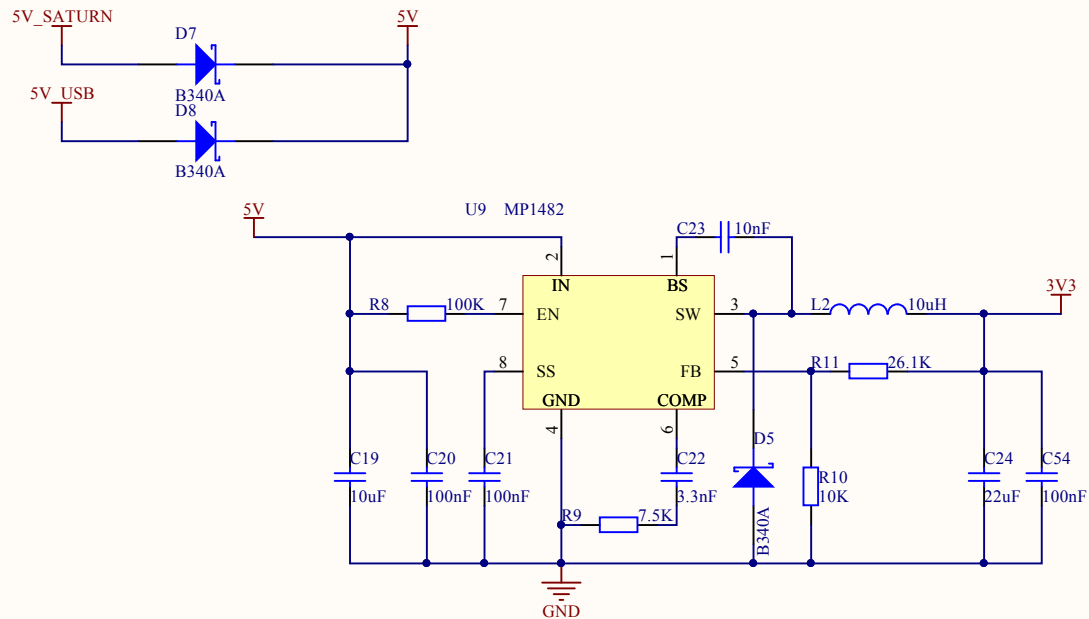 5V_SATURN
5V
D7
B340A
5V_USB
D8
B340A
5V
U9 MP1482
C23 10nF
2
1
IN
BS
3V3
R8 100K
7
EN
SW
3
L2 10uH
8
SS
FB
5
R11 26.1K
GND
COMP
4
6
D5
B340A
C19
10uF
C20
100nF
C21
100nF
C22
3.3nF
R10
10K
C24
22uF
C54
100nF
R9 7.5K
GND